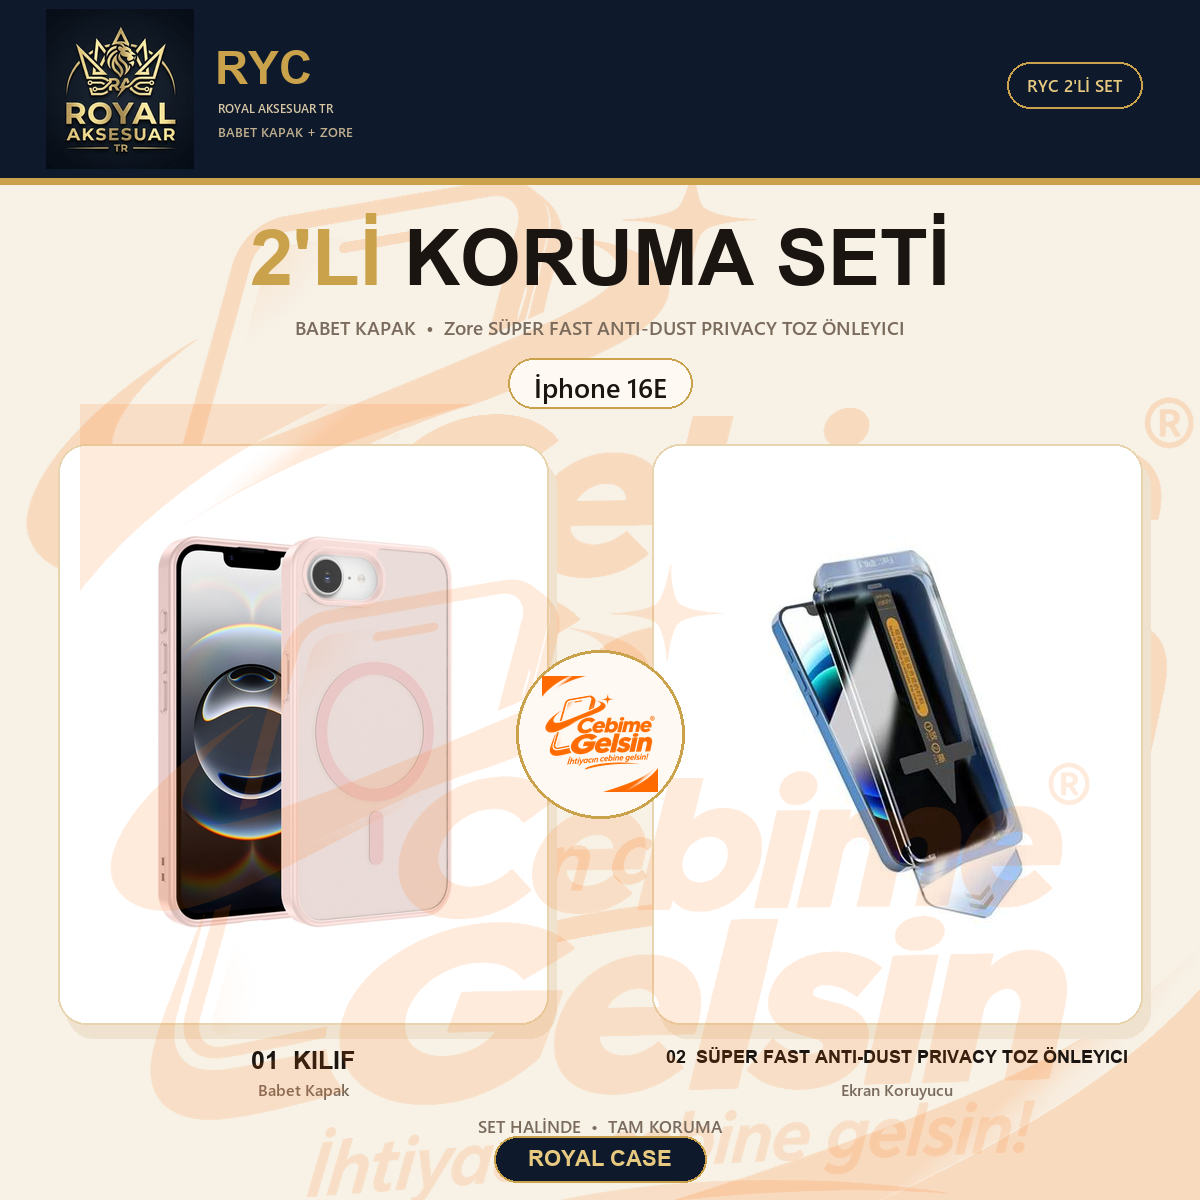 ROYAL
AKSESUAR
TR
RYC
ROYAL AKSESUAR TR
BABET KAPAK + ZORE
RYC 2'Lİ SET
2'Lİ KORUMA SETİ
BABET KAPAK • Zore SÜPER FAST ANTI-DUST PRIVACY TOZ ÖNLEYICI
İphone 16E
Cebime
Gelsin
İhtiyacın cebine gelsin!
®
Cebime ®
Gelsin
01 KILIF
Babet Kapak
02 SÜPER FAST ANTI-DUST PRIVACY TOZ ÖNLEYICI
Ekran Koruyucu
SET HALİNDE • TAM KORUMA
ROYAL CASE